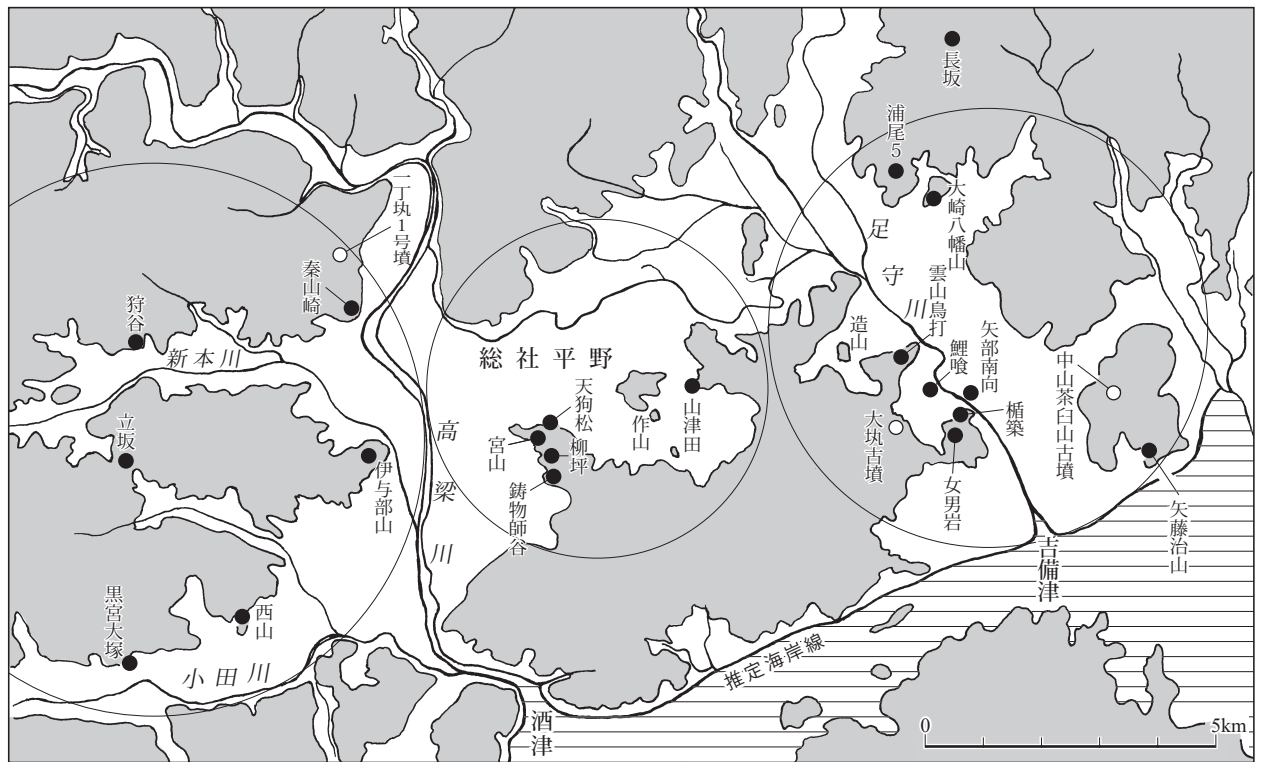 長坂
浦尾5
大崎八幡山
足守川
雲山鳥打
造山
鯉喰
矢部南向
楯築
中山茶臼山古墳
大𡉕古墳
女男岩
矢藤治山
吉備津
一丁𡉕1号墳
秦山崎
狩谷
新本川
立坂
伊与部山
高梁川
総社平野
天狗松
宮山
柳坪
鋳物師谷
作山
山津田
黒宮大塚
西山
小田川
酒津
推定海岸線
0 5km